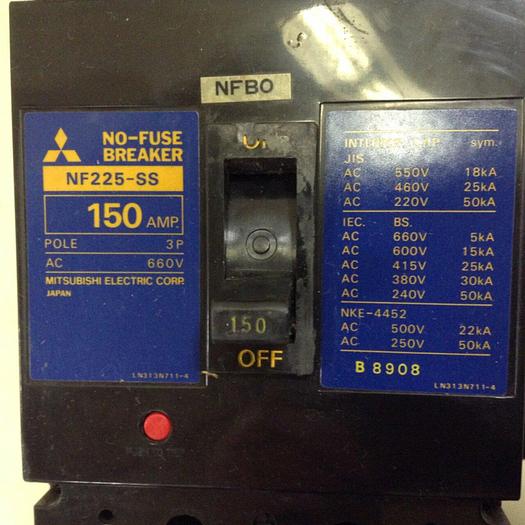 NFBO
NO-FUSE
BREAKER
NF225-SS
150 AMP.
POLE 3P
AC 660V
MITSUBISHI ELECTRIC CORP.
JAPAN
LN313N711-4
150
OFF
sym.
JIS
AC 550V 18kA
AC 460V 25kA
AC 220V 50kA
IEC. BS.
AC 660V 5kA
AC 600V 15kA
AC 415V 25kA
AC 380V 30kA
AC 240V 50kA
NKE-4452
AC 500V 22kA
AC 250V 50kA
B 8908
LN313N711-4
PUSH TO TRIP